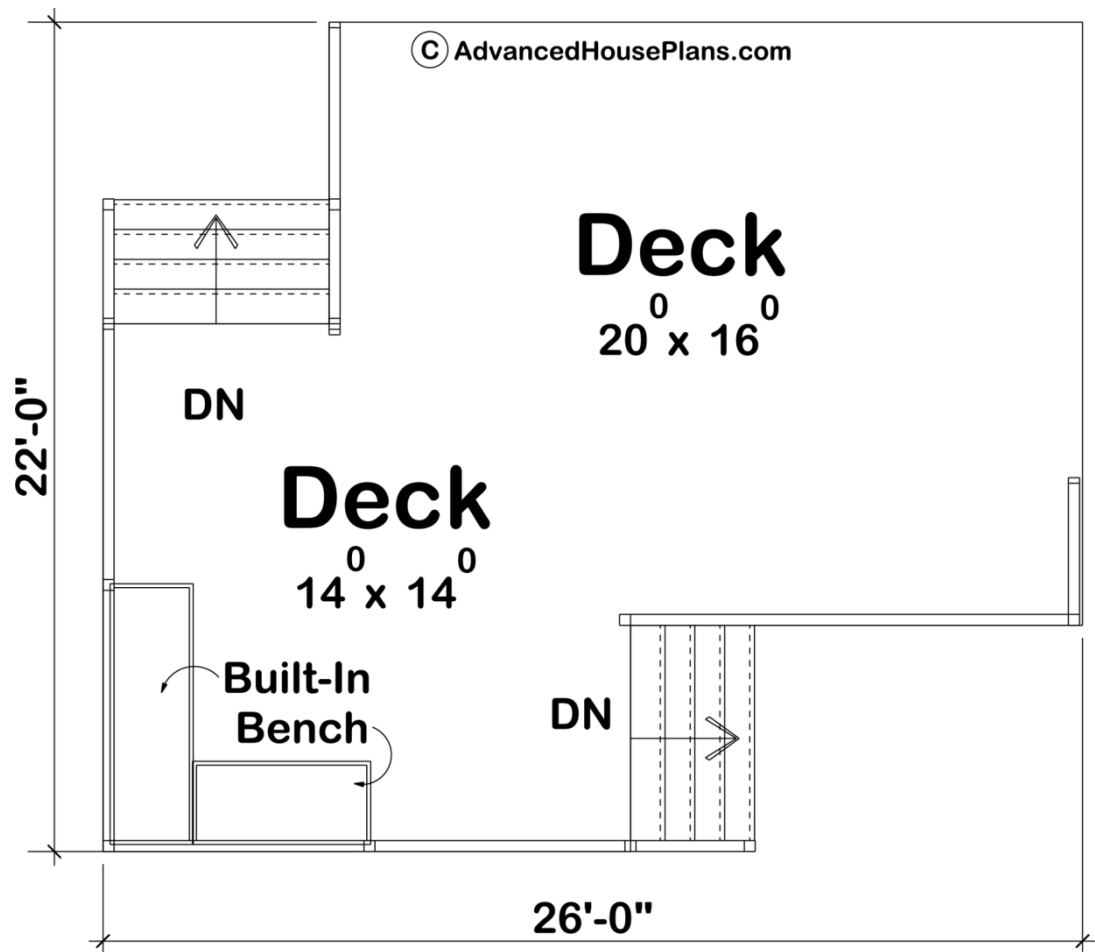 © AdvancedHousePlans.com
Deck
20⁰ x 16⁰
DN
22'-0"
Deck
14⁰ x 14⁰
Built-In
Bench
DN
26'-0"